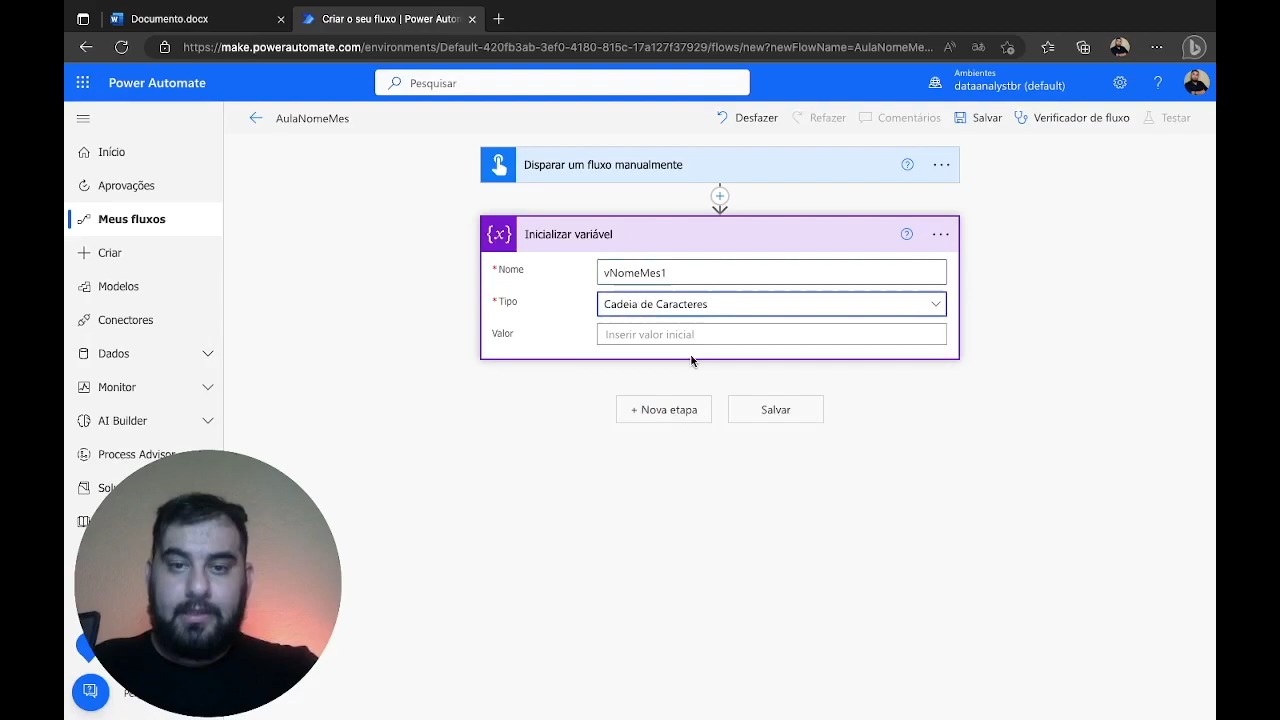 Documento.docx
Criar o seu fluxo | Power Auton
https://make.powerautomate.com/environments/Default-420fb3ab-3ef0-4180-815c-17a127f37929/flows/new?newFlowName=AulaNomeMe...
Power Automate
Pesquisar
Ambientes
dataanalystbr (default)
AulaNomeMes
Desfazer
Refazer
Comentários
Salvar
Verificador de fluxo
Testar
Início
Aprovações
Meus fluxos
Criar
Modelos
Conectores
Dados
Monitor
AI Builder
Process Advisor
Disparar um fluxo manualmente
{x} Inicializar variável
* Nome
vNomeMes1
* Tipo
Cadeia de Caracteres
Valor
Inserir valor inicial
+ Nova etapa
Salvar